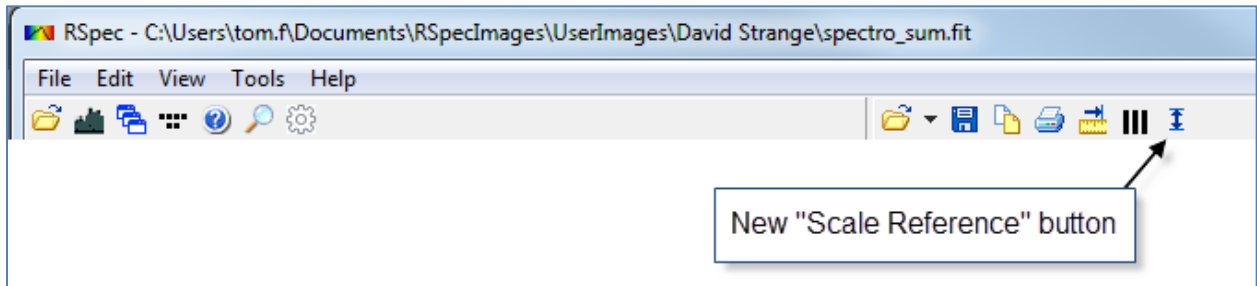 RSpec - C:\Users\tom.f\Documents\RSpecImages\UserImages\David Strange\spectro_sum.fit
File Edit View Tools Help
New "Scale Reference" button